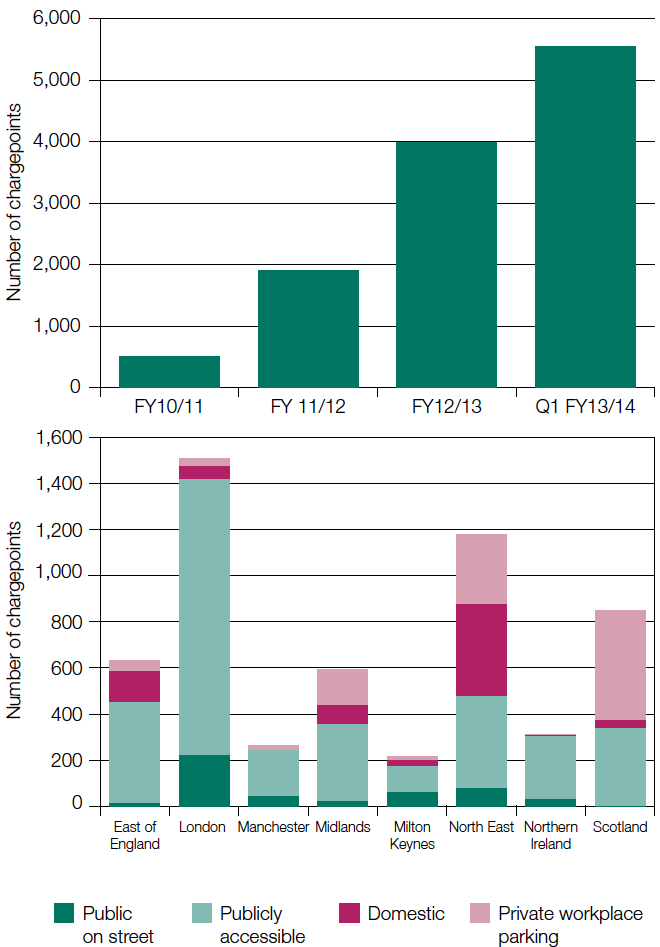 6,000
5,000
4,000
3,000
2,000
1,000
0
Number of chargepoints
FY10/11
FY 11/12
FY12/13
Q1 FY13/14
1,600
1,400
1,200
1,000
800
600
400
200
0
Number of chargepoints
East of
England
London
Manchester
Midlands
Milton
Keynes
North East
Northern
Ireland
Scotland
Public
on street
Publicly
accessible
Domestic
Private workplace
parking